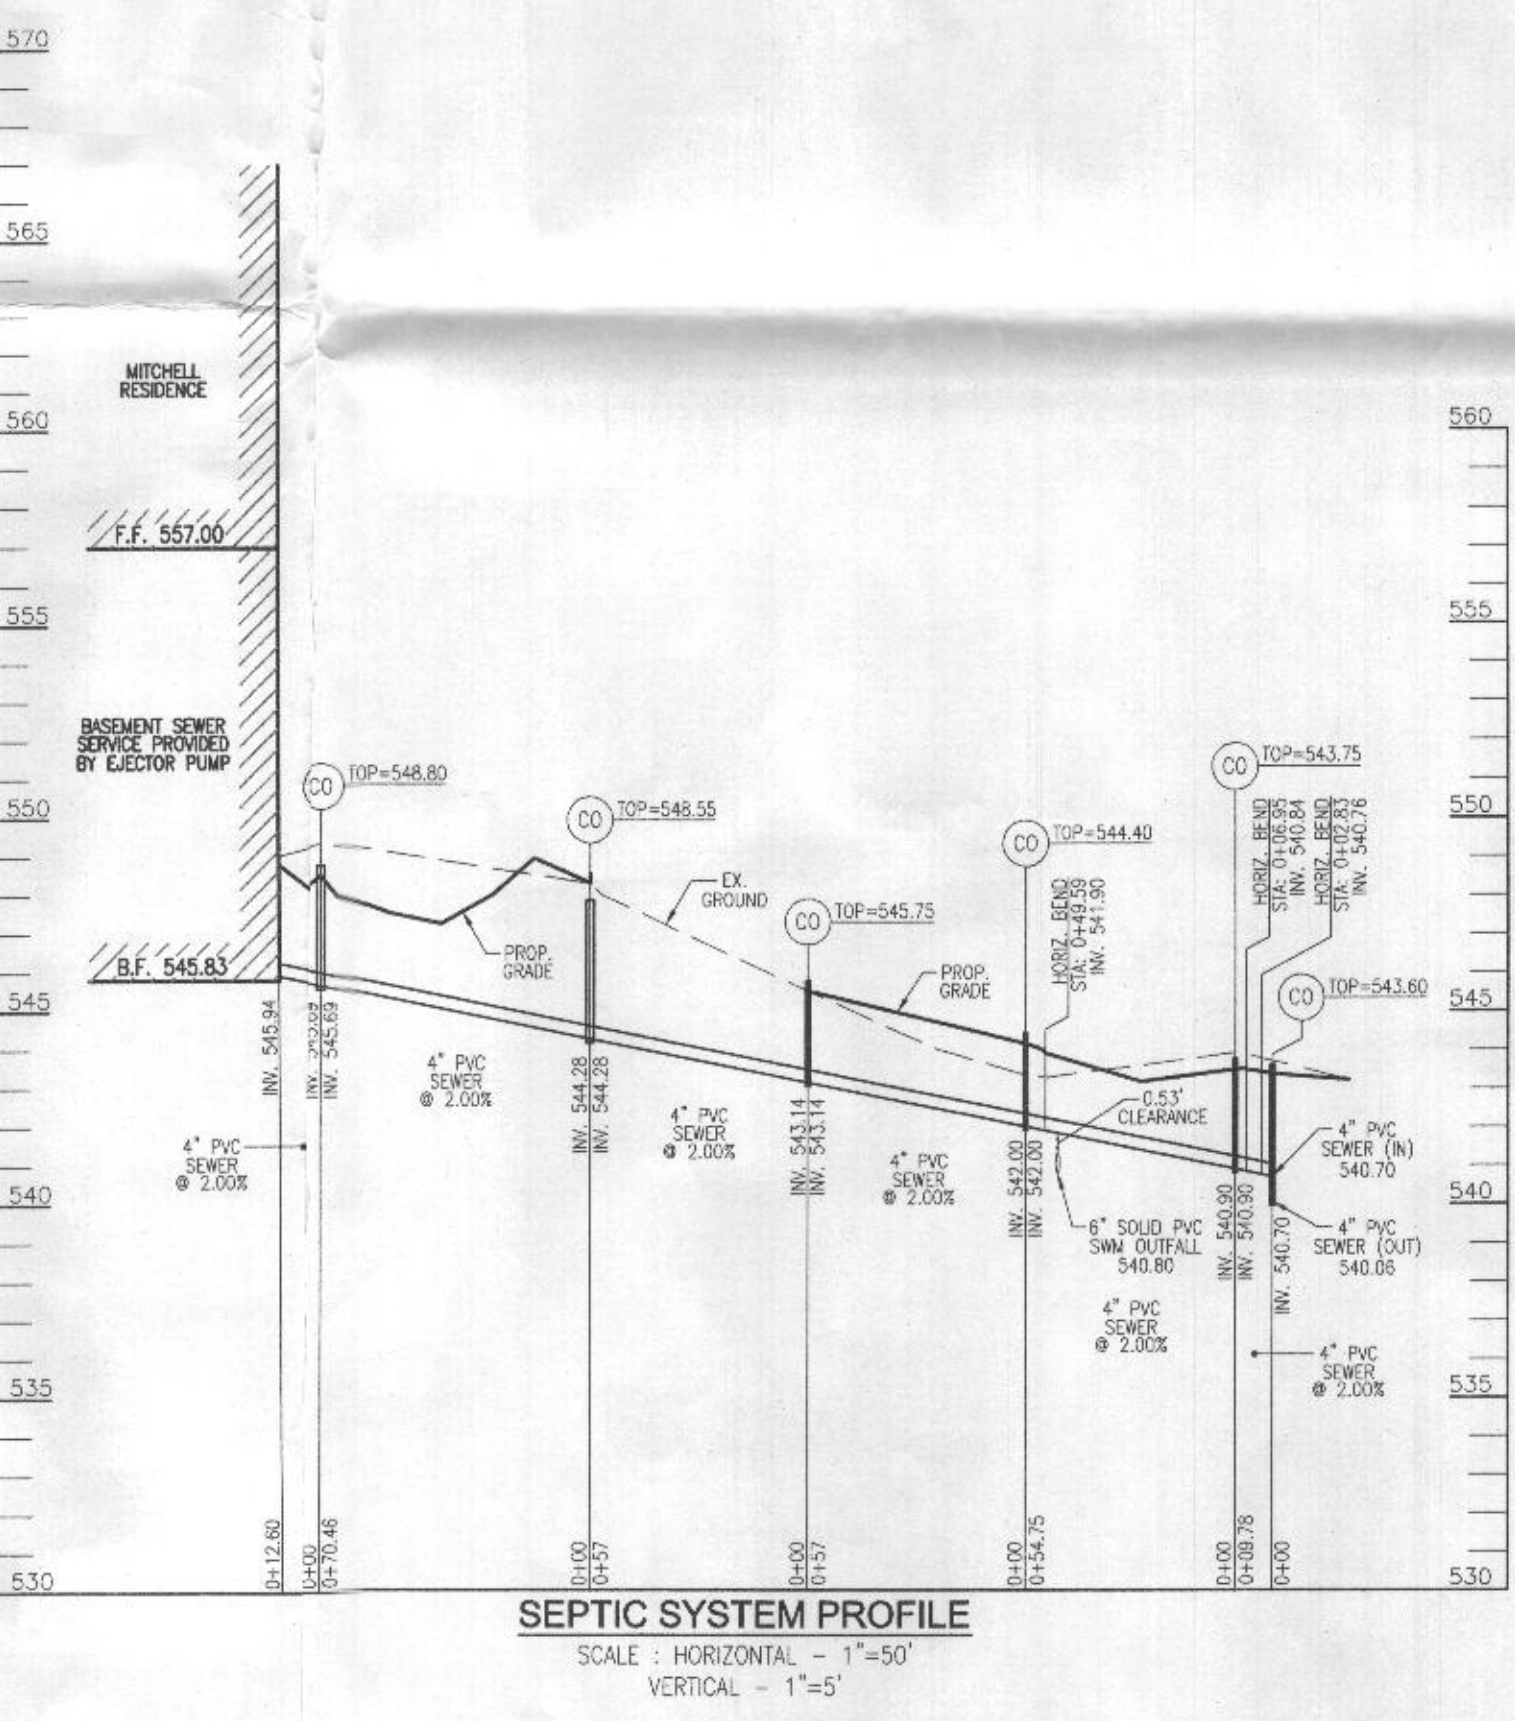 570
565
560
555
550
545
540
535
530
MITCHELL
RESIDENCE
F.F. 557.00
BASEMENT SEWER
SERVICE PROVIDED
BY EJECTOR PUMP
B.F. 545.83
CO
TOP=548.80
CO
TOP=548.55
EX.
GROUND
PROP.
GRADE
CO
TOP=545.75
PROP.
GRADE
CO
TOP=544.40
HORIZ. BEND
STA: 0+49.59
INV. 541.90
CO
TOP=543.75
HORIZ. BEND
STA: 0+06.95
INV. 540.84
HORIZ. BEND
STA: 0+02.83
INV. 540.76
CO
TOP=543.60
INV. 545.94
INV. 545.69
INV. 545.69
4" PVC
SEWER
@ 2.00%
4" PVC
SEWER
@ 2.00%
INV. 544.28
INV. 544.28
4" PVC
SEWER
@ 2.00%
INV. 543.14
INV. 543.14
4" PVC
SEWER
@ 2.00%
INV. 542.00
INV. 542.00
0.53'
CLEARANCE
6" SOLID PVC
SWM OUTFALL
540.80
4" PVC
SEWER
@ 2.00%
INV. 540.90
INV. 540.90
INV. 540.70
4" PVC
SEWER (IN)
540.70
4" PVC
SEWER (OUT)
540.06
4" PVC
SEWER
@ 2.00%
0+12.60
0+00
0+70.46
0+00
0+57
0+00
0+57
0+00
0+54.75
0+00
0+09.78
0+00
560
555
550
545
540
535
530
SEPTIC SYSTEM PROFILE
SCALE : HORIZONTAL - 1"=50'
VERTICAL - 1"=5'